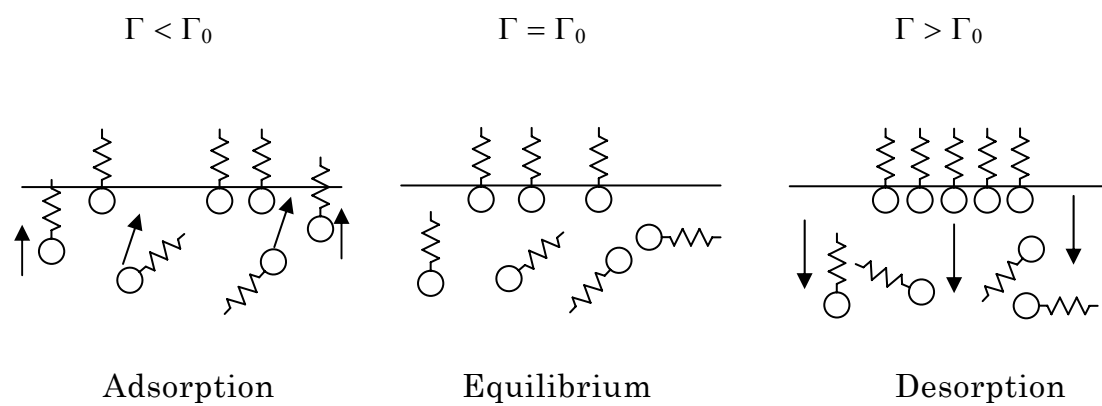 Γ < Γ₀ Γ = Γ₀ Γ > Γ₀
Adsorption Equilibrium Desorption